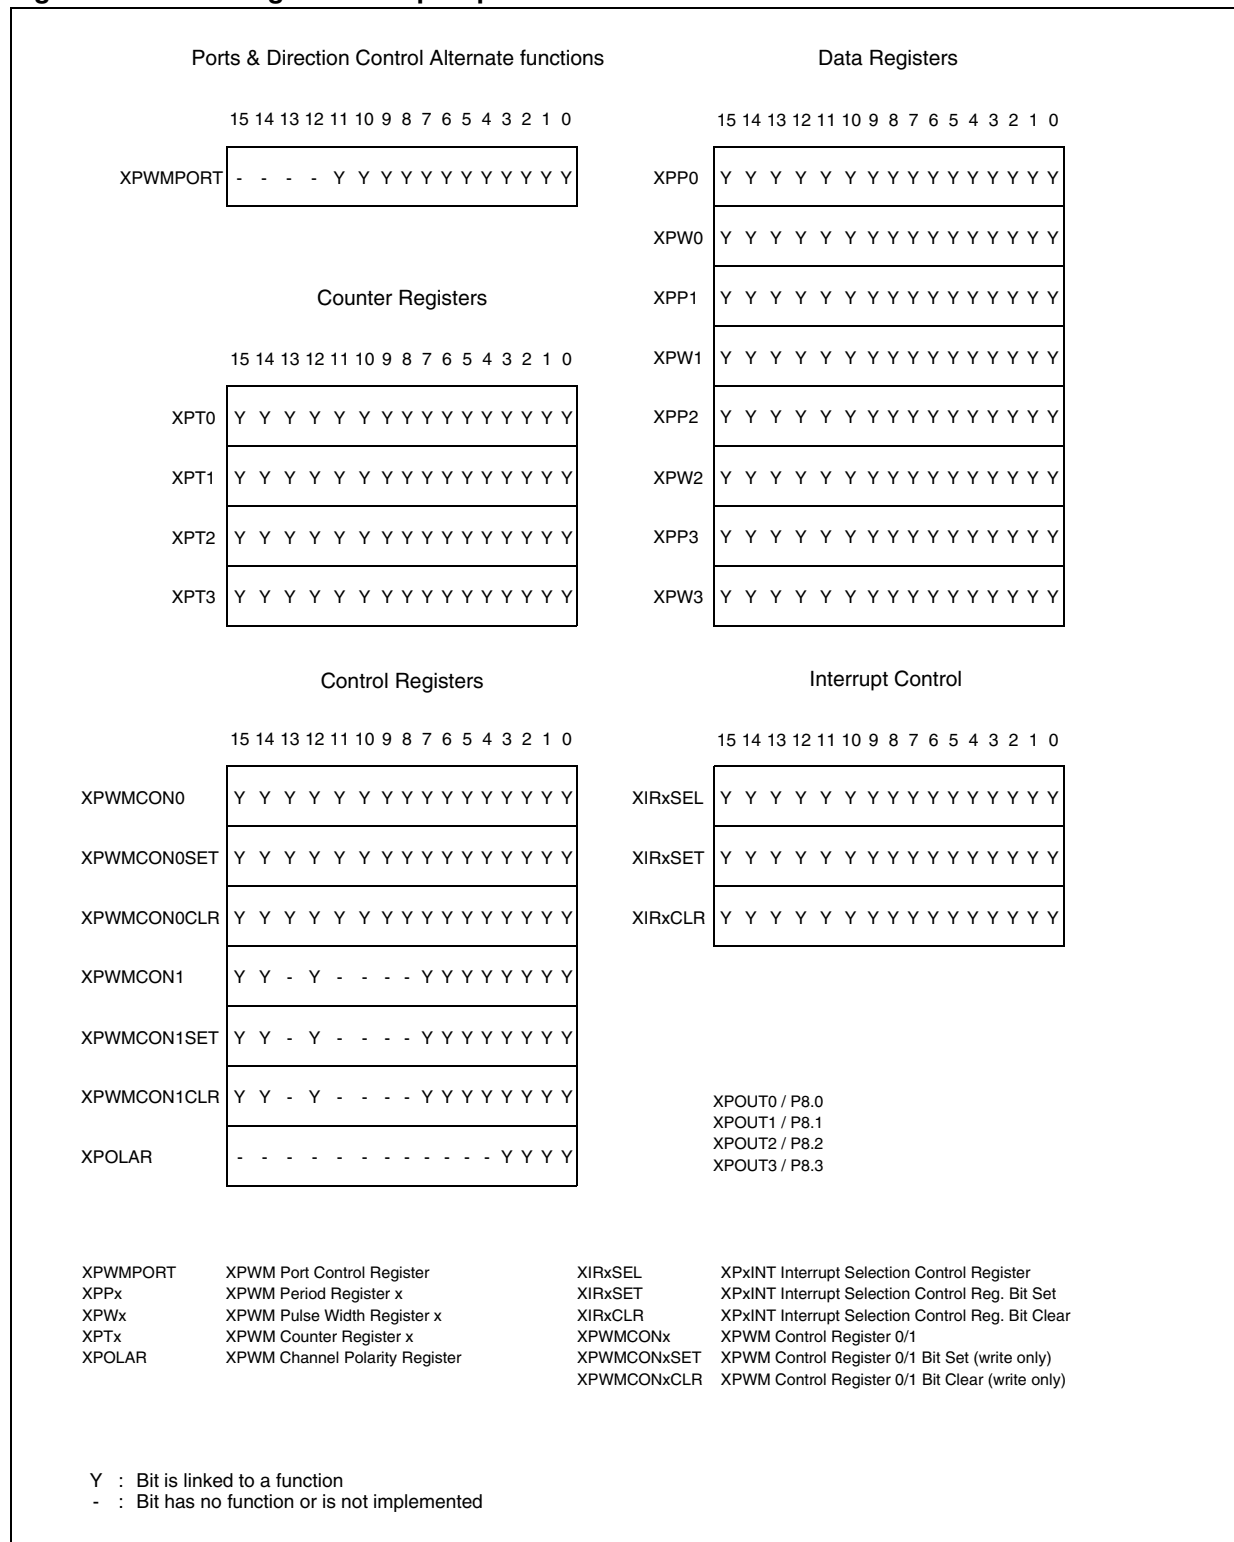 Ports & Direction Control Alternate functions
15 14 13 12 11 10 9 8 7 6 5 4 3 2 1 0
XPWMPORT - - - - Y Y Y Y Y Y Y Y Y Y Y Y
Data Registers
15 14 13 12 11 10 9 8 7 6 5 4 3 2 1 0
XPP0 Y Y Y Y Y Y Y Y Y Y Y Y Y Y Y Y
XPW0 Y Y Y Y Y Y Y Y Y Y Y Y Y Y Y Y
XPP1 Y Y Y Y Y Y Y Y Y Y Y Y Y Y Y Y
XPW1 Y Y Y Y Y Y Y Y Y Y Y Y Y Y Y Y
XPP2 Y Y Y Y Y Y Y Y Y Y Y Y Y Y Y Y
XPW2 Y Y Y Y Y Y Y Y Y Y Y Y Y Y Y Y
XPP3 Y Y Y Y Y Y Y Y Y Y Y Y Y Y Y Y
XPW3 Y Y Y Y Y Y Y Y Y Y Y Y Y Y Y Y
Counter Registers
15 14 13 12 11 10 9 8 7 6 5 4 3 2 1 0
XPT0 Y Y Y Y Y Y Y Y Y Y Y Y Y Y Y Y
XPT1 Y Y Y Y Y Y Y Y Y Y Y Y Y Y Y Y
XPT2 Y Y Y Y Y Y Y Y Y Y Y Y Y Y Y Y
XPT3 Y Y Y Y Y Y Y Y Y Y Y Y Y Y Y Y
Control Registers
15 14 13 12 11 10 9 8 7 6 5 4 3 2 1 0
XPWMCON0 Y Y Y Y Y Y Y Y Y Y Y Y Y Y Y Y
XPWMCON0SET Y Y Y Y Y Y Y Y Y Y Y Y Y Y Y Y
XPWMCON0CLR Y Y Y Y Y Y Y Y Y Y Y Y Y Y Y Y
XPWMCON1 Y Y - Y - - - - Y Y Y Y Y Y Y Y
XPWMCON1SET Y Y - Y - - - - Y Y Y Y Y Y Y Y
XPWMCON1CLR Y Y - Y - - - - Y Y Y Y Y Y Y Y
XPOLAR - - - - - - - - - - - - Y Y Y Y
Interrupt Control
15 14 13 12 11 10 9 8 7 6 5 4 3 2 1 0
XIRxSEL Y Y Y Y Y Y Y Y Y Y Y Y Y Y Y Y
XIRxSET Y Y Y Y Y Y Y Y Y Y Y Y Y Y Y Y
XIRxCLR Y Y Y Y Y Y Y Y Y Y Y Y Y Y Y Y
XPOUT0 / P8.0
XPOUT1 / P8.1
XPOUT2 / P8.2
XPOUT3 / P8.3
XPWMPORT XPWM Port Control Register
XPPx XPWM Period Register x
XPWx XPWM Pulse Width Register x
XPTx XPWM Counter Register x
XPOLAR XPWM Channel Polarity Register
XIRxSEL XPxINT Interrupt Selection Control Register
XIRxSET XPxINT Interrupt Selection Control Reg. Bit Set
XIRxCLR XPxINT Interrupt Selection Control Reg. Bit Clear
XPWMCONx XPWM Control Register 0/1
XPWMCONxSET XPWM Control Register 0/1 Bit Set (write only)
XPWMCONxCLR XPWM Control Register 0/1 Bit Clear (write only)
Y : Bit is linked to a function
- : Bit has no function or is not implemented